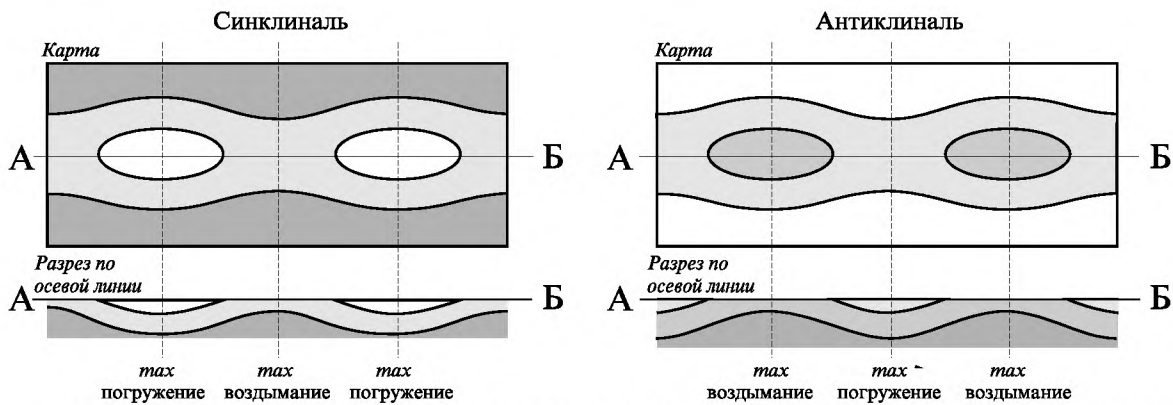 Синклиналь
Карта
А
Б
Разрез по
осевой линии
А
Б
max
погружение
max
воздымание
max
погружение
Антиклиналь
Карта
А
Б
Разрез по
осевой линии
А
Б
max
воздымание
max
погружение
max
воздымание